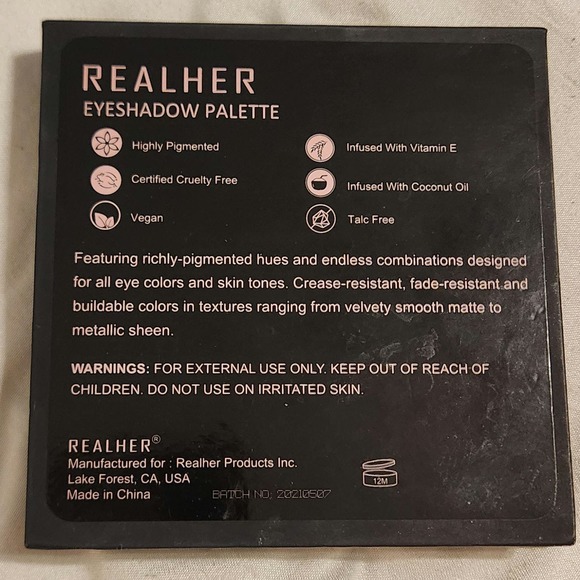 REALHER
EYESHADOW PALETTE
Highly Pigmented
Infused With Vitamin E
Certified Cruelty Free
Infused With Coconut Oil
Vegan
Talc Free
Featuring richly-pigmented hues and endless combinations designed
for all eye colors and skin tones. Crease-resistant, fade-resistant and
buildable colors in textures ranging from velvety smooth matte to
metallic sheen.
WARNINGS: FOR EXTERNAL USE ONLY. KEEP OUT OF REACH OF
CHILDREN. DO NOT USE ON IRRITATED SKIN.
REALHER®
Manufactured for : Realher Products Inc.
Lake Forest, CA, USA
Made in China
BATCH NO; 20210507
12M